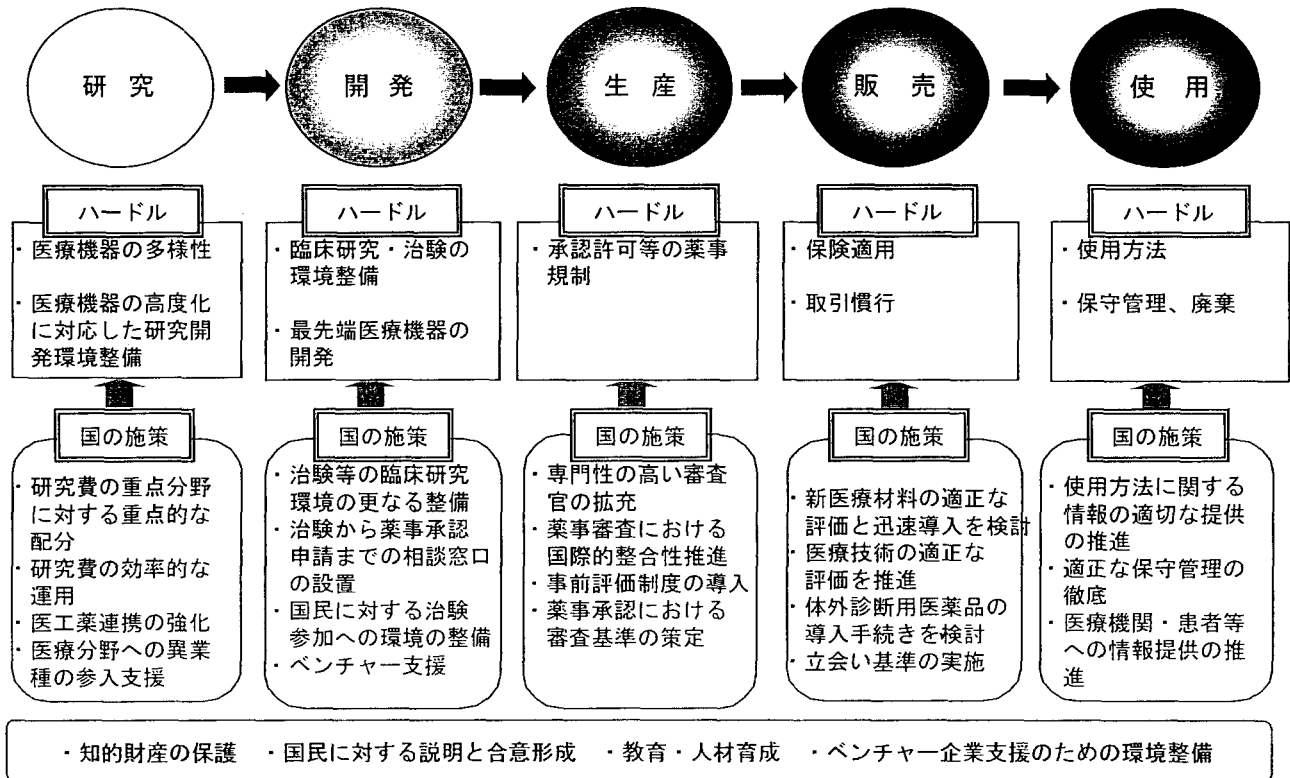 研 究
開 発
生 産
販 売
使 用
ハードル
・医療機器の多様性
・医療機器の高度化
に対応した研究開
発環境整備
ハードル
・臨床研究・治験の
環境整備
・最先端医療機器の
開発
ハードル
・承認許可等の薬事
規制
ハードル
・保険適用
・取引慣行
ハードル
・使用方法
・保守管理、廃棄
国の施策
・研究費の重点分野
に対する重点的な
配分
・研究費の効率的な
運用
・医工薬連携の強化
・医療分野への異業
種の参入支援
国の施策
・治験等の臨床研究
環境の更なる整備
・治験から薬事承認
申請までの相談窓口
の設置
・国民に対する治験
参加への環境の整備
・ベンチャー支援
国の施策
・専門性の高い審査
官の拡充
・薬事審査における
国際的整合性推進
・事前評価制度の導入
・薬事承認における
審査基準の策定
国の施策
・新医療材料の適正な
評価と迅速導入を検討
・医療技術の適正な
評価を推進
・体外診断用医薬品の
導入手続きを検討
・立会い基準の実施
国の施策
・使用方法に関する
情報の適切な提供
の推進
・適正な保守管理の
徹底
・医療機関・患者等
への情報提供の推
進
・知的財産の保護 ・国民に対する説明と合意形成 ・教育・人材育成 ・ベンチャー企業支援のための環境整備